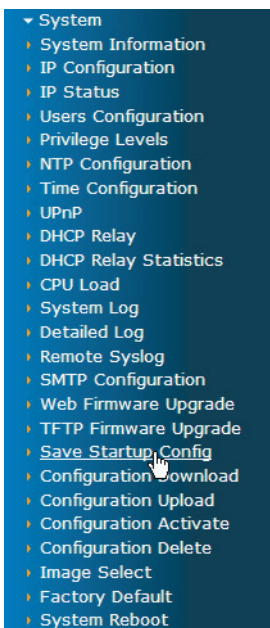 System
System Information
IP Configuration
IP Status
Users Configuration
Privilege Levels
NTP Configuration
Time Configuration
UPnP
DHCP Relay
DHCP Relay Statistics
CPU Load
System Log
Detailed Log
Remote Syslog
SMTP Configuration
Web Firmware Upgrade
TFTP Firmware Upgrade
Save Startup Config
Configuration Download
Configuration Upload
Configuration Activate
Configuration Delete
Image Select
Factory Default
System Reboot